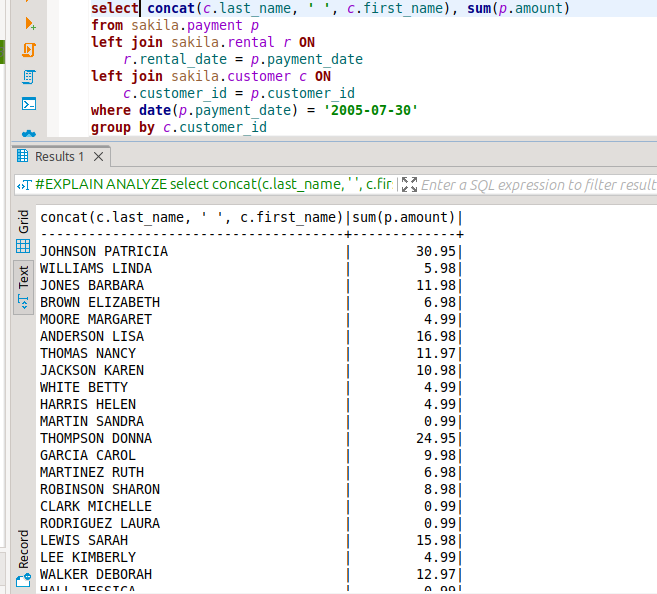 select concat(c.last_name, ' ', c.first_name), sum(p.amount)
from sakila.payment p
left join sakila.rental r ON
r.rental_date = p.payment_date
left join sakila.customer c ON
c.customer_id = p.customer_id
where date(p.payment_date) = '2005-07-30'
group by c.customer_id
Results 1
#EXPLAIN ANALYZE select concat(c.last_name, ' ', c.fir
Enter a SQL expression to filter result
Grid
Text
Record
concat(c.last_name, ' ', c.first_name)|sum(p.amount)|
--------------------------------------+-------------+
JOHNSON PATRICIA | 30.95|
WILLIAMS LINDA | 5.98|
JONES BARBARA | 11.98|
BROWN ELIZABETH | 6.98|
MOORE MARGARET | 4.99|
ANDERSON LISA | 16.98|
THOMAS NANCY | 11.97|
JACKSON KAREN | 10.98|
WHITE BETTY | 4.99|
HARRIS HELEN | 4.99|
MARTIN SANDRA | 0.99|
THOMPSON DONNA | 24.95|
GARCIA CAROL | 9.98|
MARTINEZ RUTH | 6.98|
ROBINSON SHARON | 8.98|
CLARK MICHELLE | 0.99|
RODRIGUEZ LAURA | 0.99|
LEWIS SARAH | 15.98|
LEE KIMBERLY | 4.99|
WALKER DEBORAH | 12.97|
HALL JESSICA | 0.99|